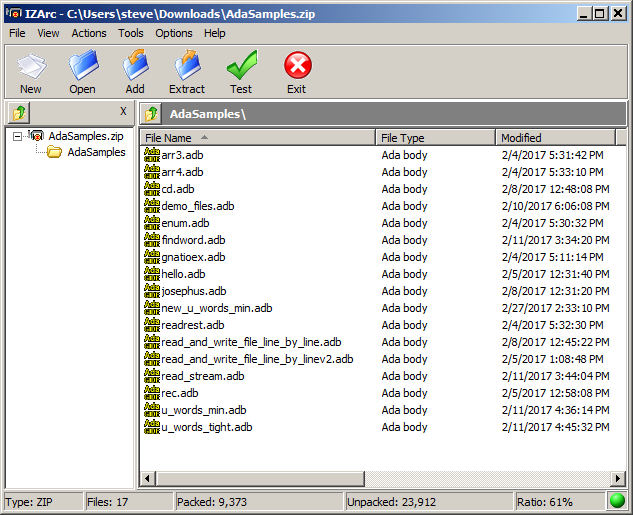 IZArc - C:\Users\steve\Downloads\AdaSamples.zip
File View Actions Tools Options Help
New Open Add Extract Test Exit
X
AdaSamples\
AdaSamples.zip
AdaSamples
File Name File Type Modified
arr3.adb Ada body 2/4/2017 5:31:42 PM
arr4.adb Ada body 2/4/2017 5:33:10 PM
cd.adb Ada body 2/8/2017 12:48:08 PM
demo_files.adb Ada body 2/10/2017 6:06:08 PM
enum.adb Ada body 2/4/2017 5:30:32 PM
findword.adb Ada body 2/11/2017 3:34:20 PM
gnatioex.adb Ada body 2/4/2017 5:11:14 PM
hello.adb Ada body 2/5/2017 12:31:40 PM
josephus.adb Ada body 2/8/2017 12:31:20 PM
new_u_words_min.adb Ada body 2/27/2017 2:33:10 PM
readrest.adb Ada body 2/4/2017 5:32:30 PM
read_and_write_file_line_by_line.adb Ada body 2/8/2017 12:45:22 PM
read_and_write_file_line_by_linev2.adb Ada body 2/5/2017 1:08:48 PM
read_stream.adb Ada body 2/11/2017 3:44:04 PM
rec.adb Ada body 2/5/2017 12:58:08 PM
u_words_min.adb Ada body 2/11/2017 4:36:14 PM
u_words_tight.adb Ada body 2/11/2017 4:45:32 PM
Type: ZIP Files: 17 Packed: 9,373 Unpacked: 23,912 Ratio: 61%